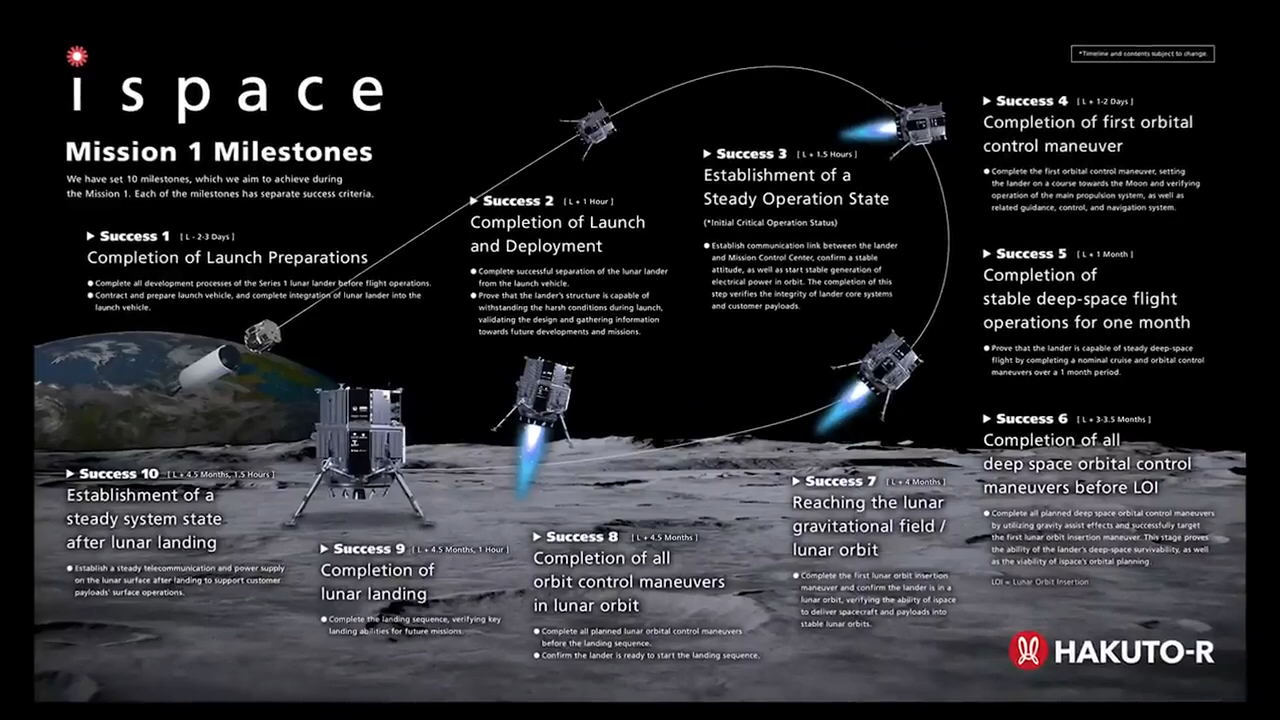 ispace
*Timeline and contents subject to change.
Mission 1 Milestones
We have set 10 milestones, which we aim to achieve during
the Mission 1. Each of the milestones has separate success criteria.
Success 1 [ L - 2-3 Days ]
Completion of Launch Preparations
● Complete all development processes of the Series 1 lunar lander before flight operations.
● Contract and prepare launch vehicle, and complete integration of lunar lander into the
launch vehicle.
Success 2 [ L + 1 Hour ]
Completion of Launch
and Deployment
● Complete successful separation of the lunar lander
from the launch vehicle.
● Prove that the lander's structure is capable of
withstanding the harsh conditions during launch,
validating the design and gathering information
towards future developments and missions.
Success 3 [ L + 1.5 Hours ]
Establishment of a
Steady Operation State
(*Initial Critical Operation Status)
● Establish communication link between the lander
and Mission Control Center, confirm a stable
attitude, as well as start stable generation of
electrical power in orbit. The completion of this
step verifies the integrity of lander core systems
and customer payloads.
Success 4 [ L + 1-2 Days ]
Completion of first orbital
control maneuver
● Complete the first orbital control maneuver, setting
the lander on a course towards the Moon and verifying
operation of the main propulsion system, as well as
related guidance, control, and navigation system.
Success 5 [ L + 1 Month ]
Completion of
stable deep-space flight
operations for one month
● Prove that the lander is capable of steady deep-space
flight by completing a nominal cruise and orbital control
maneuvers over a 1 month period.
Success 6 [ L + 3-3.5 Months ]
Completion of all
deep space orbital control
maneuvers before LOI
● Complete all planned deep space orbital control maneuvers
by utilizing gravity assist effects and successfully target
the first lunar orbit insertion maneuver. This stage proves
the ability of the lander's deep-space survivability, as well
as the viability of ispace's orbital planning.
LOI = Lunar Orbit Insertion
Success 7 [ L + 4 Months ]
Reaching the lunar
gravitational field /
lunar orbit
● Complete the first lunar orbit insertion
maneuver and confirm the lander is in a
lunar orbit, verifying the ability of ispace
to deliver spacecraft and payloads into
stable lunar orbits.
Success 8 [ L + 4.5 Months ]
Completion of all
orbit control maneuvers
in lunar orbit
● Complete all planned lunar orbital control maneuvers
before the landing sequence.
● Confirm the lander is ready to start the landing sequence.
Success 9 [ L + 4.5 Months, 1 Hour ]
Completion of
lunar landing
● Complete the landing sequence, verifying key
landing abilities for future missions.
Success 10 [ L + 4.5 Months, 1.5 Hours ]
Establishment of a
steady system state
after lunar landing
● Establish a steady telecommunication and power supply
on the lunar surface after landing to support customer
payloads' surface operations.
HAKUTO-R